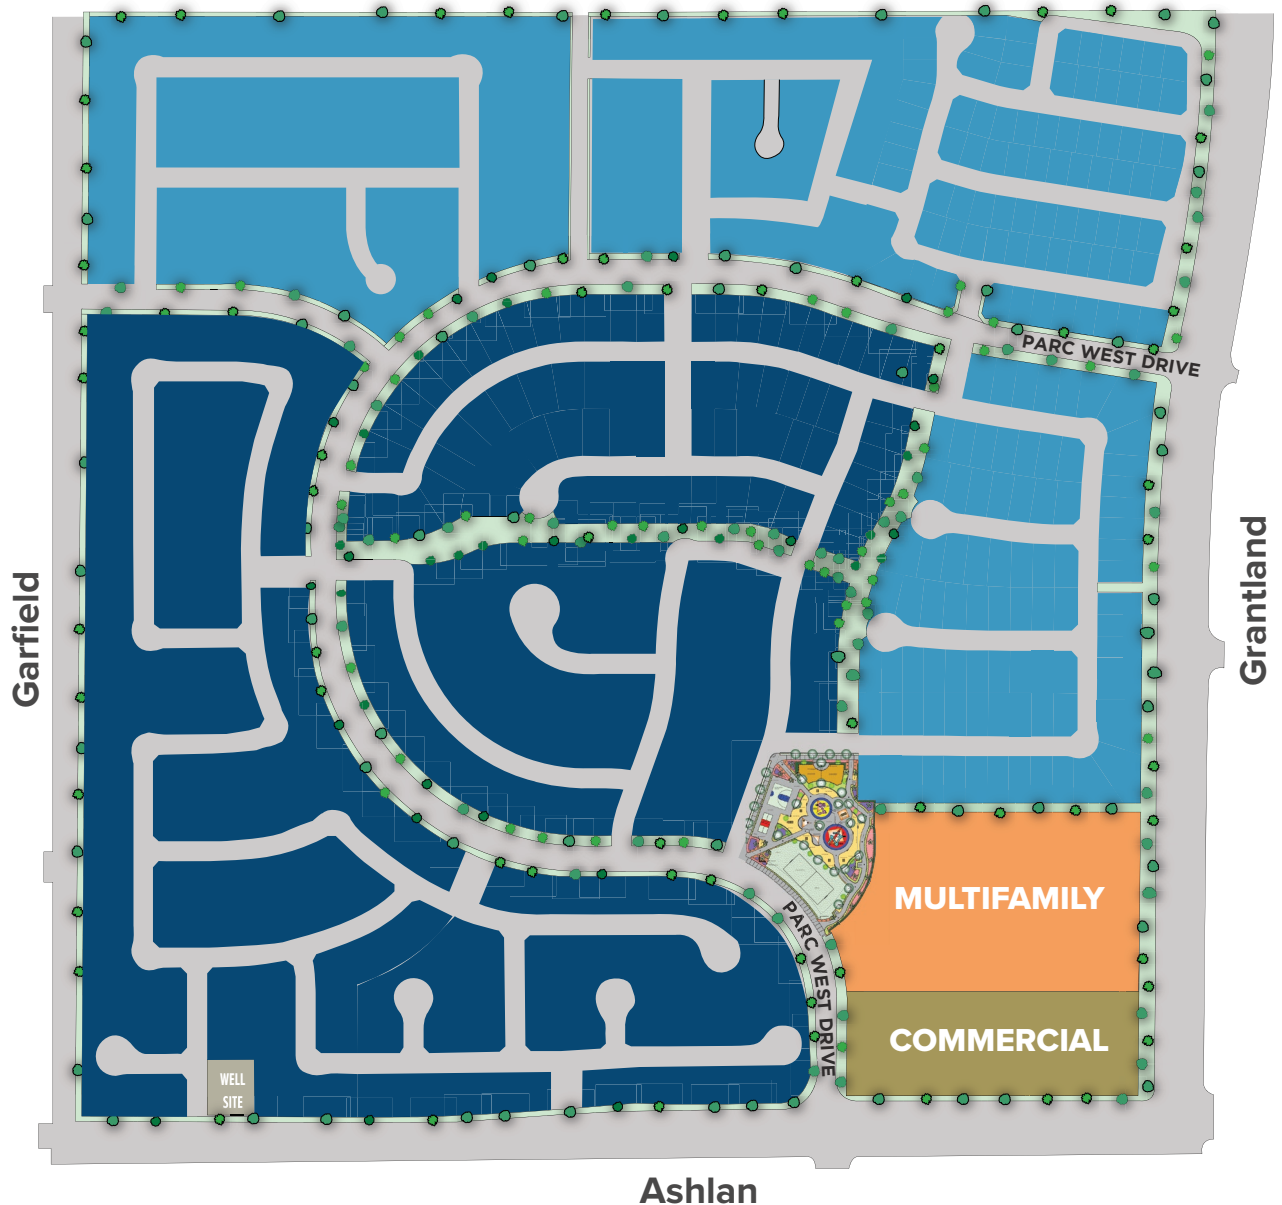 PARC WEST DRIVE
Garfield
Grantland
MULTIFAMILY
PARC WEST DRIVE
COMMERCIAL
WELL
SITE
Ashlan